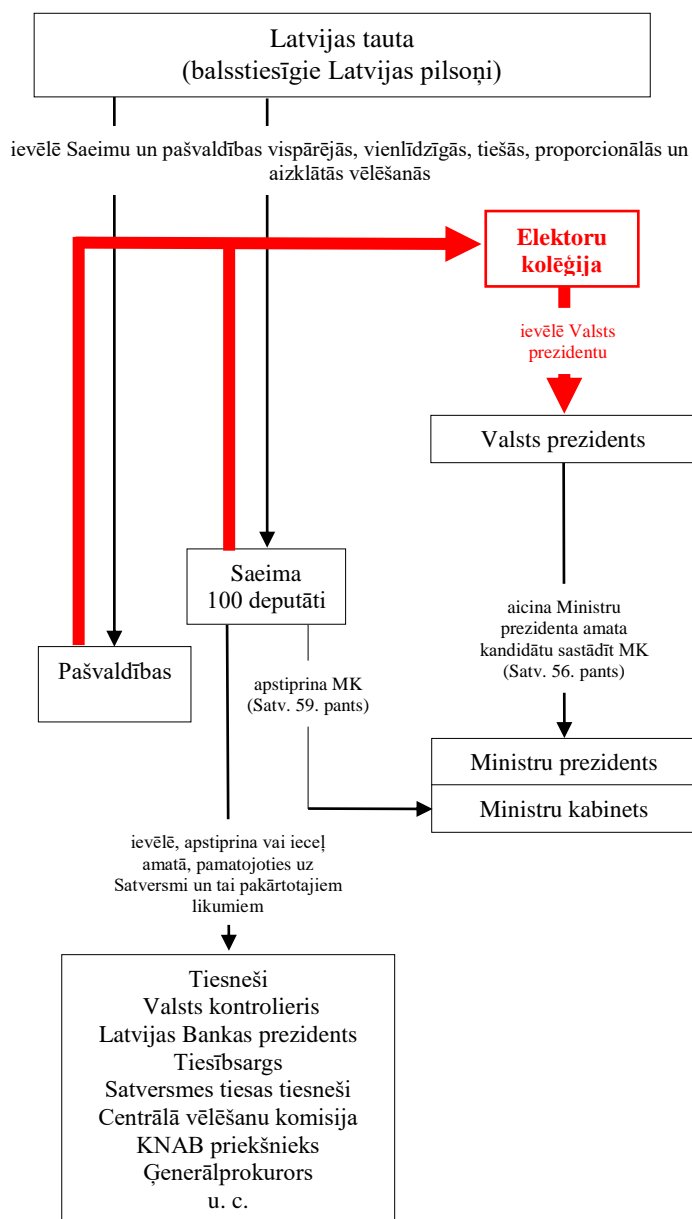 Latvijas tauta
(balsstiesīgie Latvijas pilsoņi)
ievēlē Saeimu un pašvaldības vispārējās, vienlīdzīgās, tiešās, proporcionālās un
aizklātās vēlēšanās
Elektoru
kolēģija
ievēlē Valsts
prezidentu
Valsts prezidents
Saeima
100 deputāti
aicina Ministru
prezidenta amata
kandidātu sastādīt MK
(Satv. 56. pants)
Pašvaldības
apstiprina MK
(Satv. 59. pants)
Ministru prezidents
Ministru kabinets
ievēlē, apstiprina vai ieceļ
amatā, pamatojoties uz
Satversmi un tai pakārtotajiem
likumiem
Tiesneši
Valsts kontrolieris
Latvijas Bankas prezidents
Tiesībsargs
Satversmes tiesas tiesneši
Centrālā vēlēšanu komisija
KNAB priekšnieks
Ģenerālprokurors
u. c.